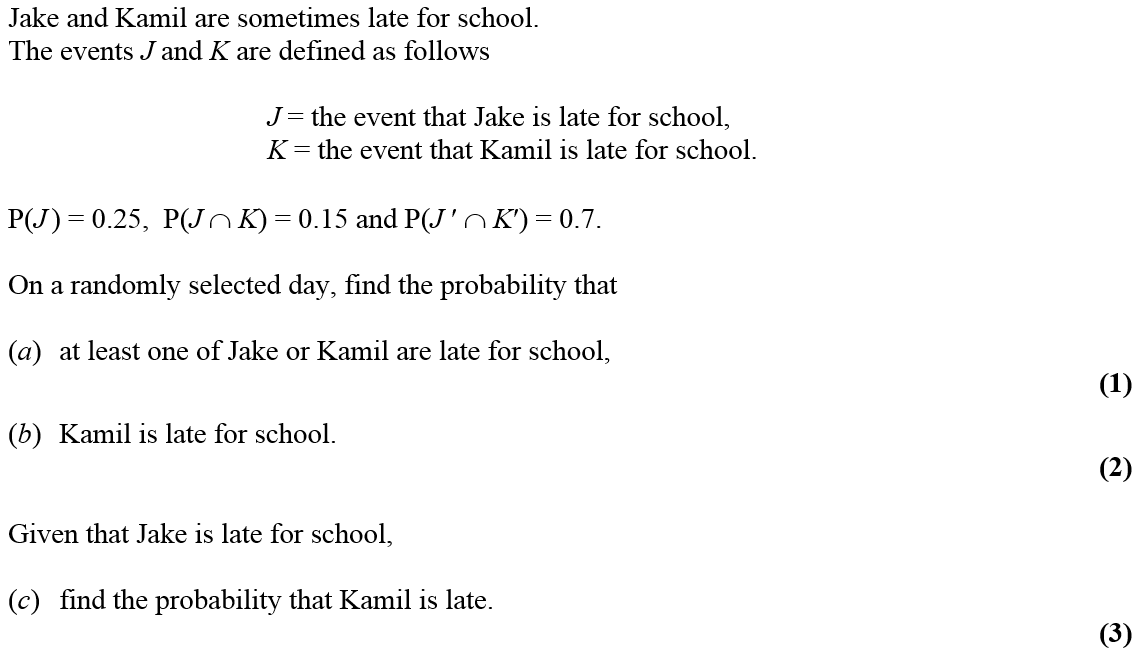 Jake and Kamil are sometimes late for school.
The events J and K are defined as follows
J = the event that Jake is late for school,
K = the event that Kamil is late for school.
P(J) = 0.25, P(J ∩ K) = 0.15 and P(J ′ ∩ K′) = 0.7.
On a randomly selected day, find the probability that
(a) at least one of Jake or Kamil are late for school,
(1)
(b) Kamil is late for school.
(2)
Given that Jake is late for school,
(c) find the probability that Kamil is late.
(3)